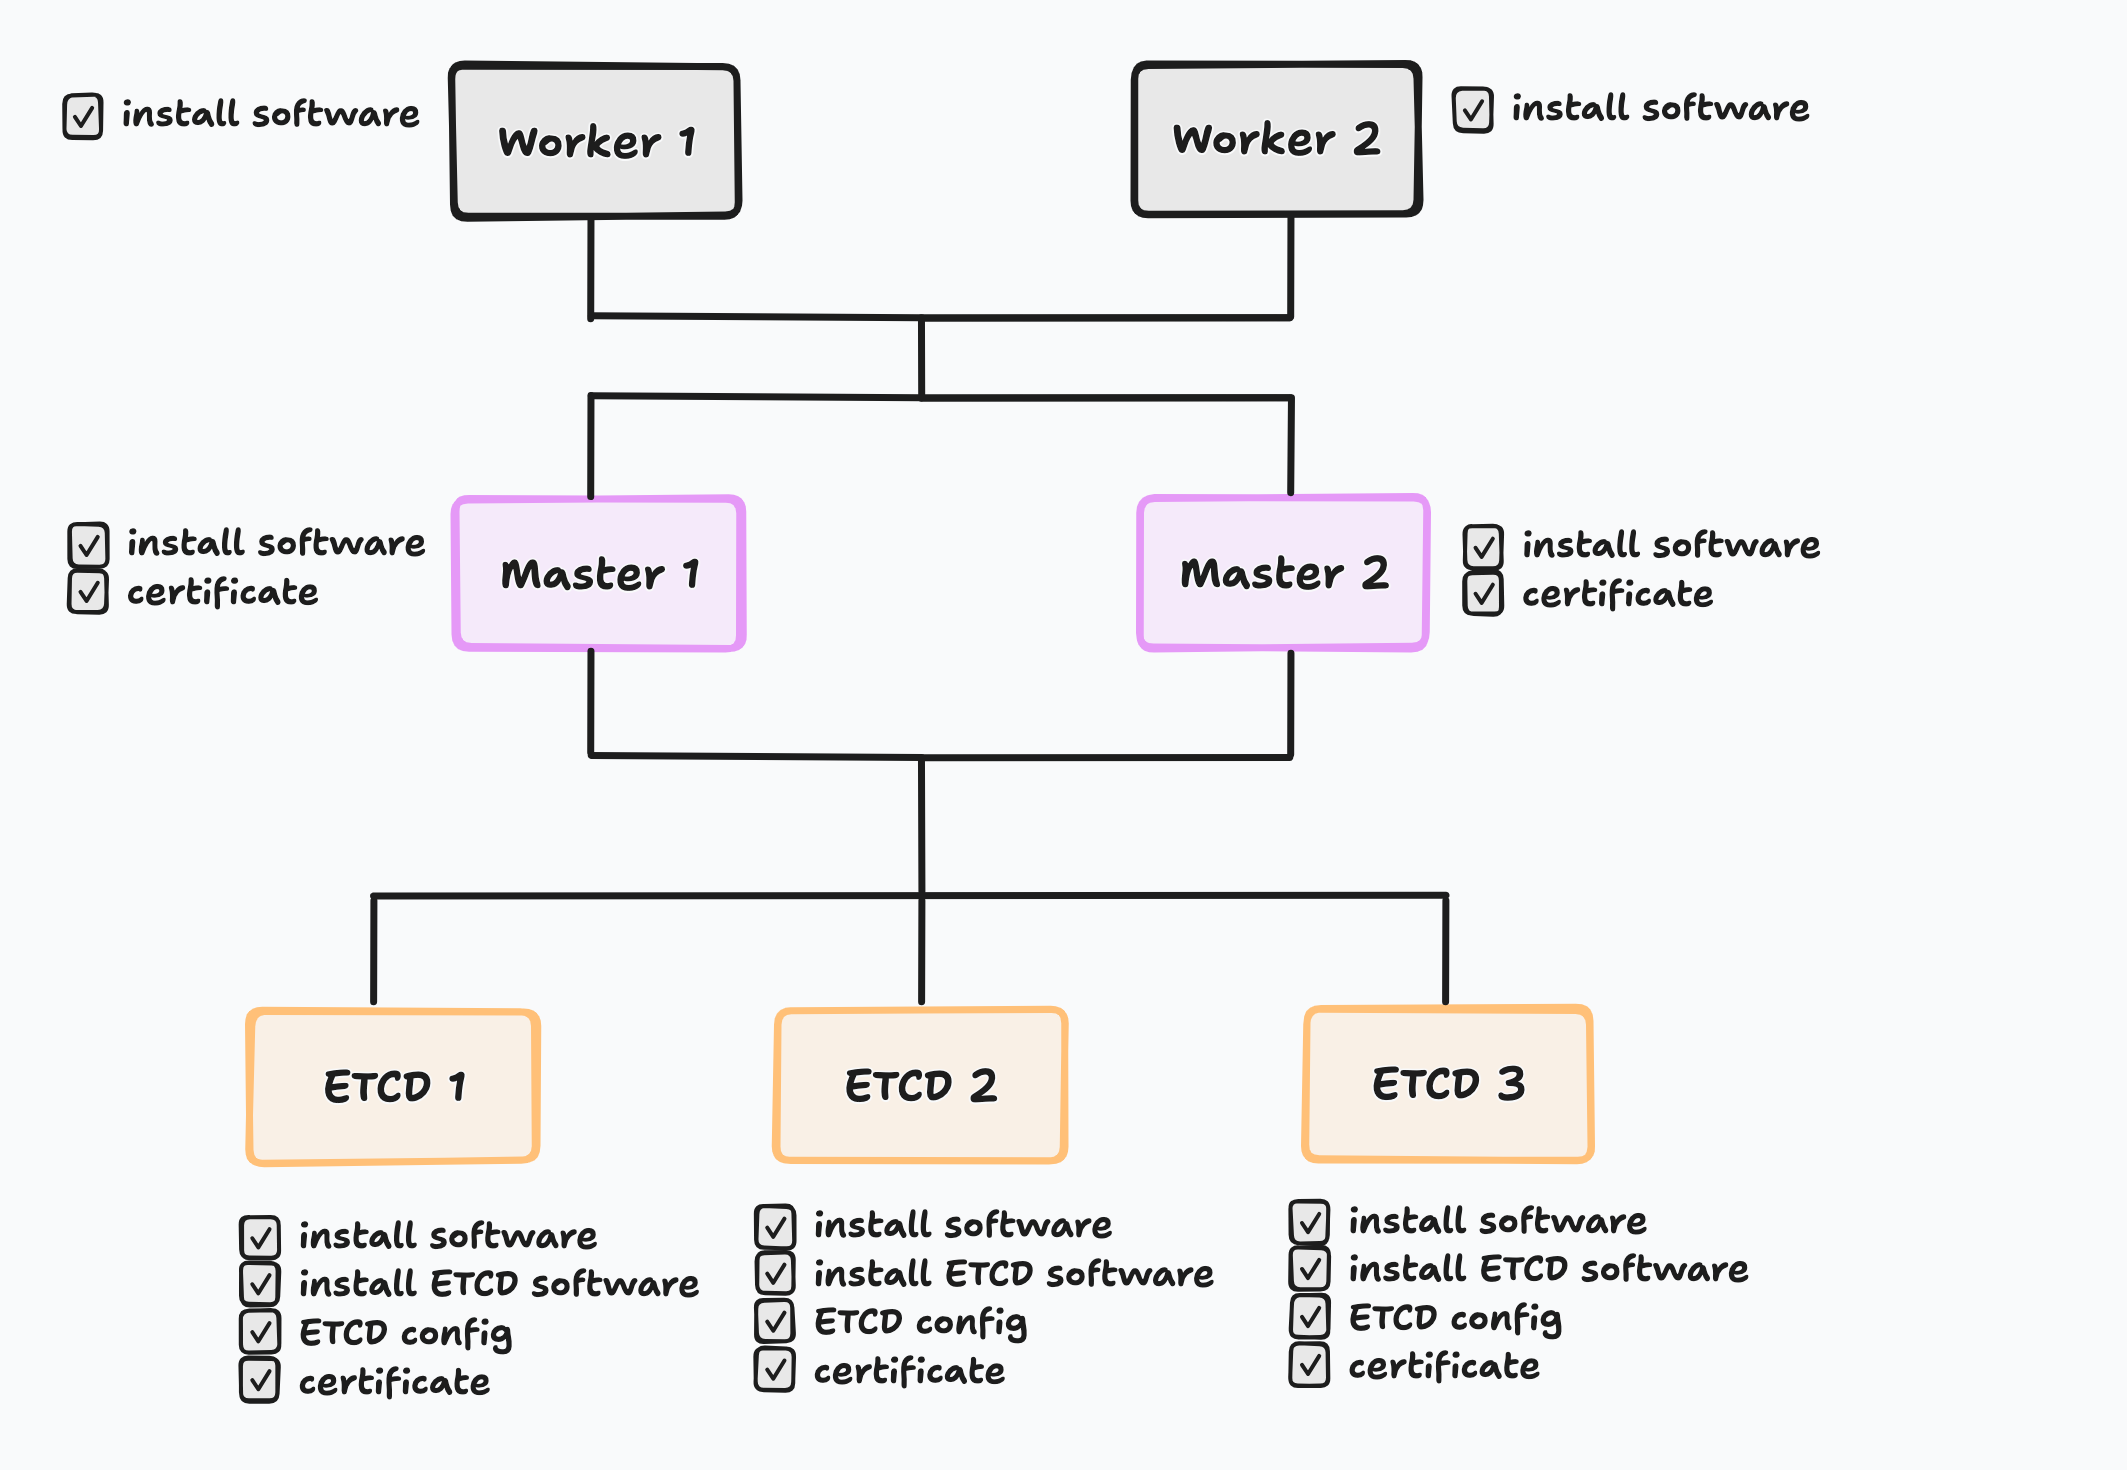 install software
Worker 1
Worker 2
install software
install software
certificate
Master 1
Master 2
install software
certificate
ETCD 1
ETCD 2
ETCD 3
install software
install ETCD software
ETCD config
certificate
install software
install ETCD software
ETCD config
certificate
install software
install ETCD software
ETCD config
certificate